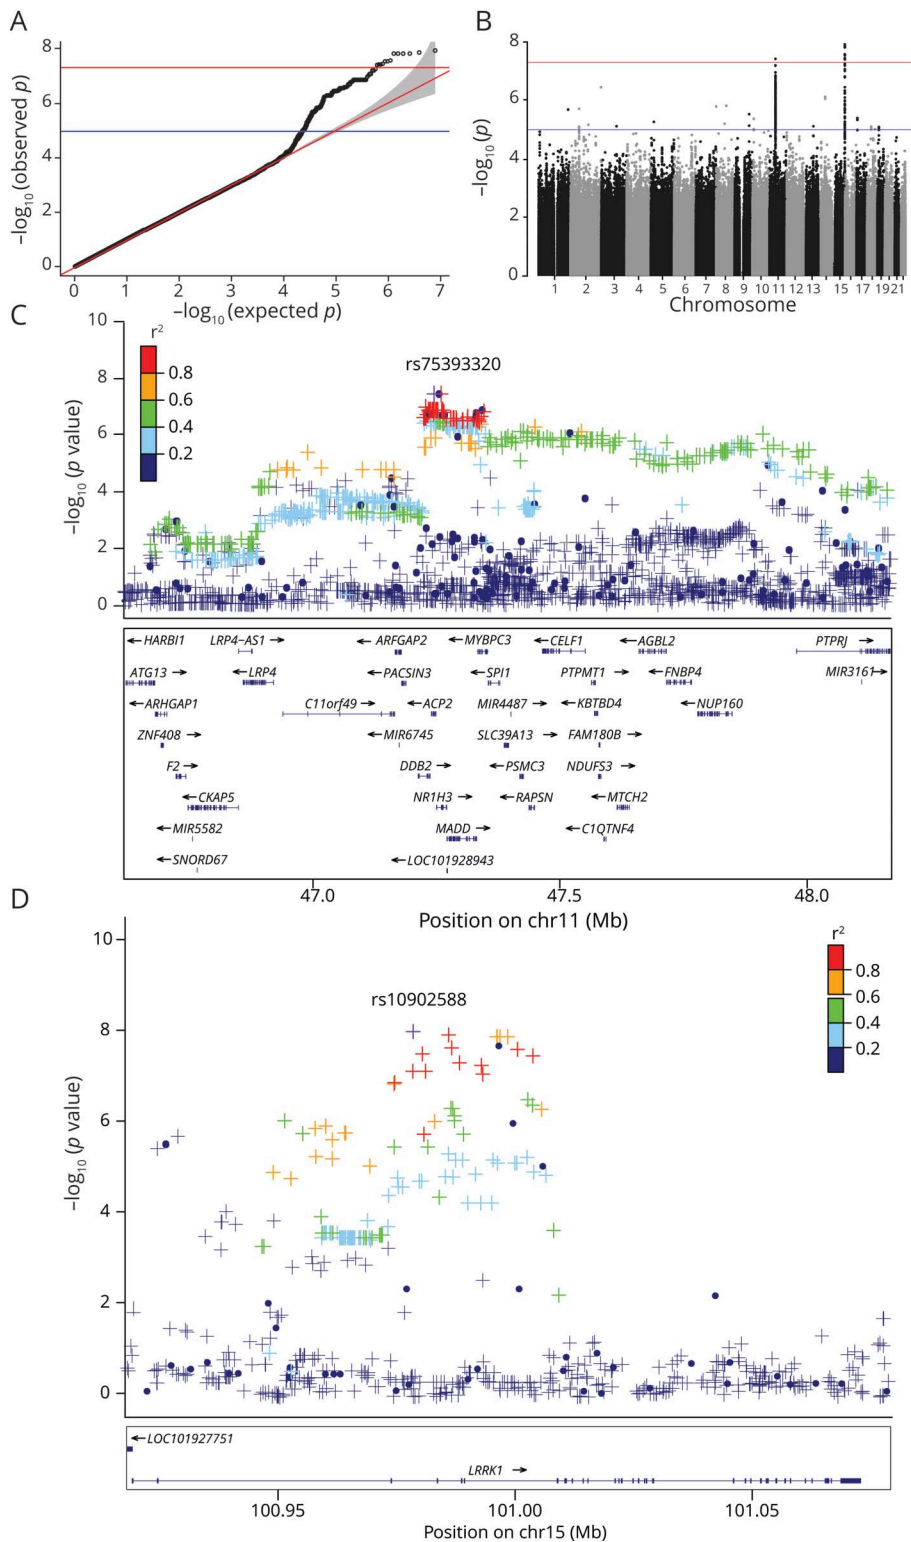 A
8
6
4
2
0
−log10 (observed p)
0 1 2 3 4 5 6 7
−log10 (expected p)
B
8
6
4
2
0
−log10 (p)
1 2 3 4 5 6 7 8 9 10 11 12 13 15 17 19 21
Chromosome
C
10
8
6
4
2
0
−log10 (p value)
r2
0.8
0.6
0.4
0.2
rs75393320
←HARBI1 LRP4−AS1→ ←ARFGAP2 ←MYBPC3 ←CELF1 ←AGBL2 PTPRJ→
ATG13→ ←LRP4 ←PACSIN3 ←SPI1 PTPMT1→ ←FNBP4 MIR3161→
←ARHGAP1 C11orf49→ ←ACP2 MIR4487→ ←KBTBD4 ←NUP160
ZNF408→ ←MIR6745 SLC39A13→ FAM180B→
F2→ DDB2→ ←PSMC3 NDUFS3→
←CKAP5 NR1H3→ ←RAPSN ←MTCH2
←MIR5582 MADD→ ←C1QTNF4
←SNORD67 ←LOC101928943
47.0 47.5 48.0
Position on chr11 (Mb)
D
10
8
6
4
2
0
−log10 (p value)
r2
0.8
0.6
0.4
0.2
rs10902588
←LOC101927751
LRRK1→
100.95 101.00 101.05
Position on chr15 (Mb)